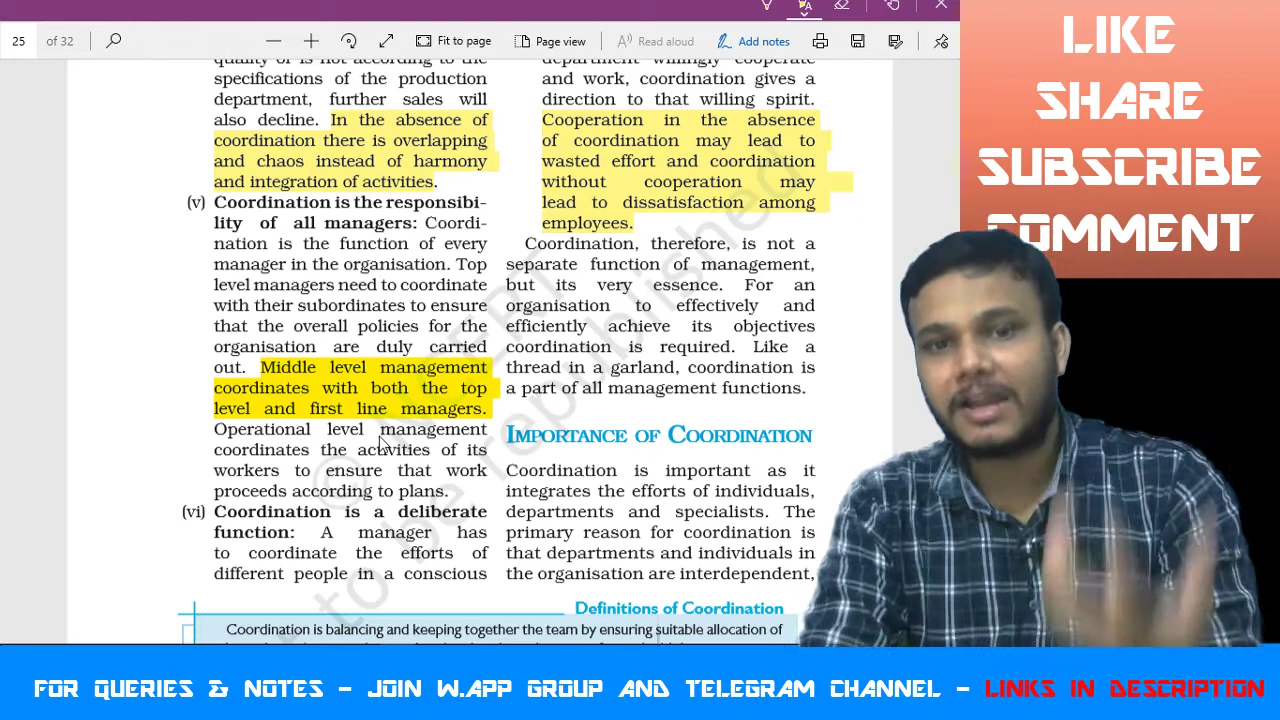 25 of 32
Fit to page
Page view
Read aloud
Add notes
LIKE
SHARE
SUBSCRIBE
COMMENT
quality or is not according to the
specifications of the production
department, further sales will
also decline. In the absence of
coordination there is overlapping
and chaos instead of harmony
and integration of activities.
(v) Coordination is the responsibi-
lity of all managers: Coordi-
nation is the function of every
manager in the organisation. Top
level managers need to coordinate
with their subordinates to ensure
that the overall policies for the
organisation are duly carried
out. Middle level management
coordinates with both the top
level and first line managers.
Operational level management
coordinates the activities of its
workers to ensure that work
proceeds according to plans.
(vi) Coordination is a deliberate
function: A manager has
to coordinate the efforts of
different people in a conscious
department willingly cooperate
and work, coordination gives a
direction to that willing spirit.
Cooperation in the absence
of coordination may lead to
wasted effort and coordination
without cooperation may
lead to dissatisfaction among
employees.
Coordination, therefore, is not a
separate function of management,
but its very essence. For an
organisation to effectively and
efficiently achieve its objectives
coordination is required. Like a
thread in a garland, coordination is
a part of all management functions.
IMPORTANCE OF COORDINATION
Coordination is important as it
integrates the efforts of individuals,
departments and specialists. The
primary reason for coordination is
that departments and individuals in
the organisation are interdependent,
Definitions of Coordination
Coordination is balancing and keeping together the team by ensuring suitable allocation of
© NCERT
to be republished
FOR QUERIES & NOTES - JOIN W.APP GROUP AND TELEGRAM CHANNEL - LINKS IN DESCRIPTION